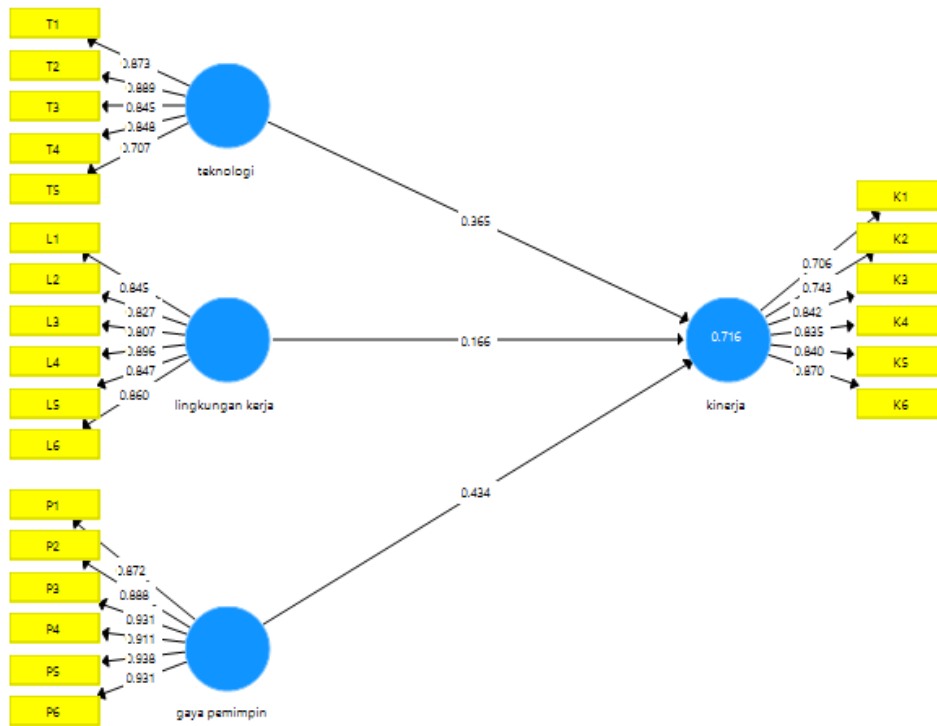 T1
T2
T3
T4
T5
0.873
0.889
0.845
0.848
0.707
teknologi
L1
L2
L3
L4
L5
L6
0.845
0.827
0.807
0.896
0.847
0.860
lingkungan kerja
P1
P2
P3
P4
P5
P6
0.872
0.888
0.931
0.911
0.938
0.931
gaya pemimpin
0.365
0.166
0.434
0.716
kinerja
0.706
0.743
0.842
0.835
0.840
0.870
K1
K2
K3
K4
K5
K6